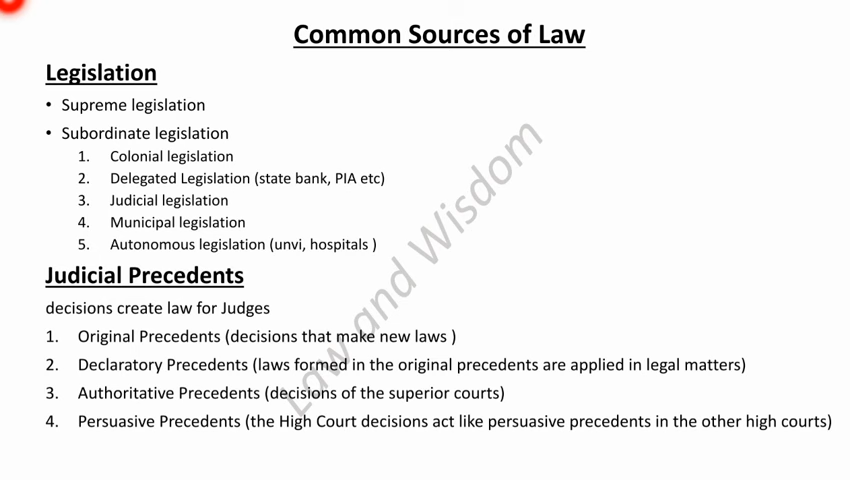 Common Sources of Law
Legislation
• Supreme legislation
• Subordinate legislation
1. Colonial legislation
2. Delegated Legislation (state bank, PIA etc)
3. Judicial legislation
4. Municipal legislation
5. Autonomous legislation (unvi, hospitals )
Judicial Precedents
decisions create law for Judges
1. Original Precedents (decisions that make new laws )
2. Declaratory Precedents (laws formed in the original precedents are applied in legal matters)
3. Authoritative Precedents (decisions of the superior courts)
4. Persuasive Precedents (the High Court decisions act like persuasive precedents in the other high courts)
Law and Wisdom